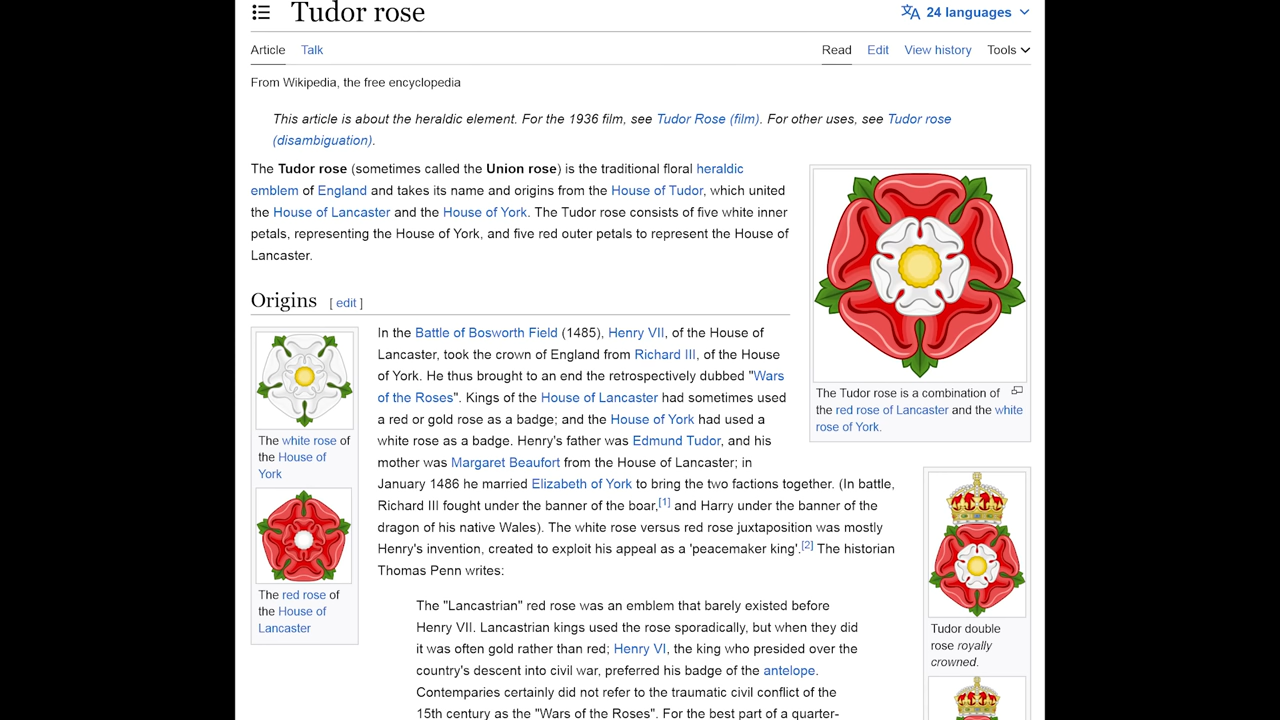 Tudor rose
24 languages
Article Talk
Read Edit View history Tools
From Wikipedia, the free encyclopedia
This article is about the heraldic element. For the 1936 film, see Tudor Rose (film). For other uses, see Tudor rose
(disambiguation).
The Tudor rose (sometimes called the Union rose) is the traditional floral heraldic
emblem of England and takes its name and origins from the House of Tudor, which united
the House of Lancaster and the House of York. The Tudor rose consists of five white inner
petals, representing the House of York, and five red outer petals to represent the House of
Lancaster.
The Tudor rose is a combination of
the red rose of Lancaster and the white
rose of York.
Origins [ edit ]
The white rose of
the House of
York
The red rose of
the House of
Lancaster
In the Battle of Bosworth Field (1485), Henry VII, of the House of
Lancaster, took the crown of England from Richard III, of the House
of York. He thus brought to an end the retrospectively dubbed "Wars
of the Roses". Kings of the House of Lancaster had sometimes used
a red or gold rose as a badge; and the House of York had used a
white rose as a badge. Henry's father was Edmund Tudor, and his
mother was Margaret Beaufort from the House of Lancaster; in
January 1486 he married Elizabeth of York to bring the two factions together. (In battle,
Richard III fought under the banner of the boar,[1] and Harry under the banner of the
dragon of his native Wales). The white rose versus red rose juxtaposition was mostly
Henry's invention, created to exploit his appeal as a 'peacemaker king'.[2] The historian
Thomas Penn writes:
The "Lancastrian" red rose was an emblem that barely existed before
Henry VII. Lancastrian kings used the rose sporadically, but when they did
it was often gold rather than red; Henry VI, the king who presided over the
country's descent into civil war, preferred his badge of the antelope.
Contemporaries certainly did not refer to the traumatic civil conflict of the
15th century as the "Wars of the Roses". For the best part of a quarter-
Tudor double
rose royally
crowned.